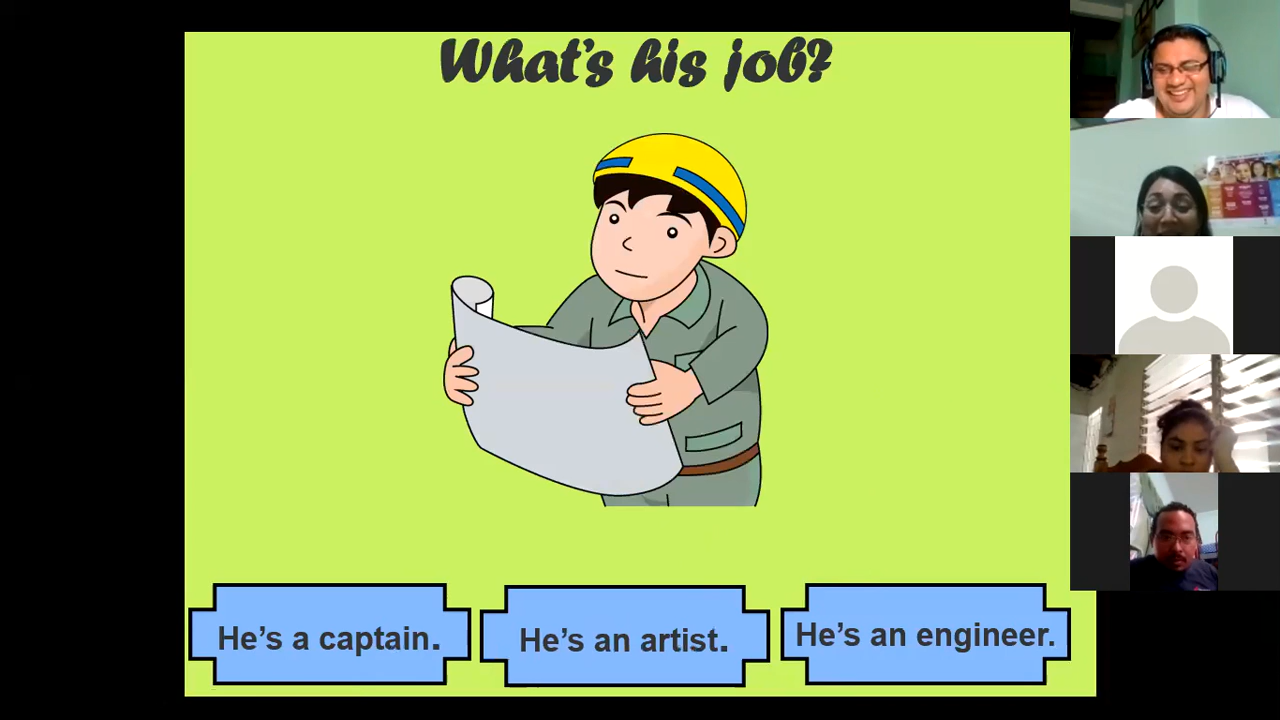 What's his job?
He's a captain.
He's an artist.
He's an engineer.